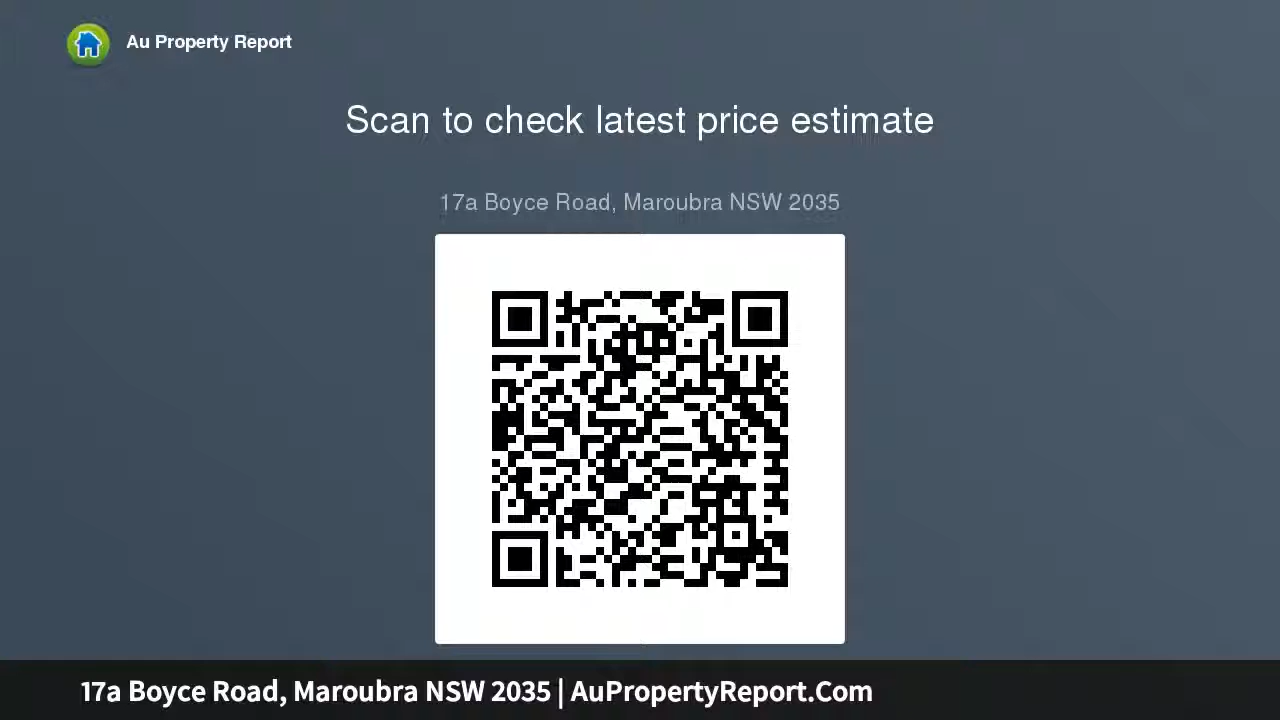 Au Property Report
Scan to check latest price estimate
17a Boyce Road, Maroubra NSW 2035
17a Boyce Road, Maroubra NSW 2035 | AuPropertyReport.Com